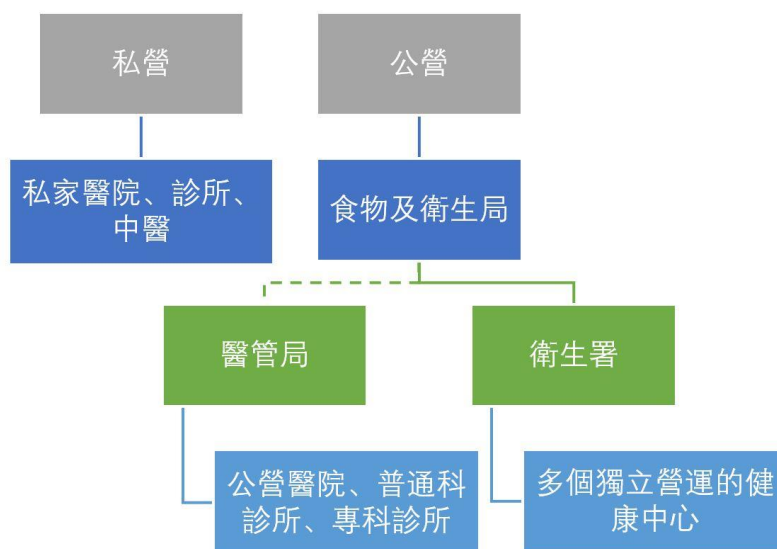 私營
公營
私家醫院、診所、
中醫
食物及衛生局
醫管局
衛生署
公營醫院、普通科
診所、專科診所
多個獨立營運的健
康中心